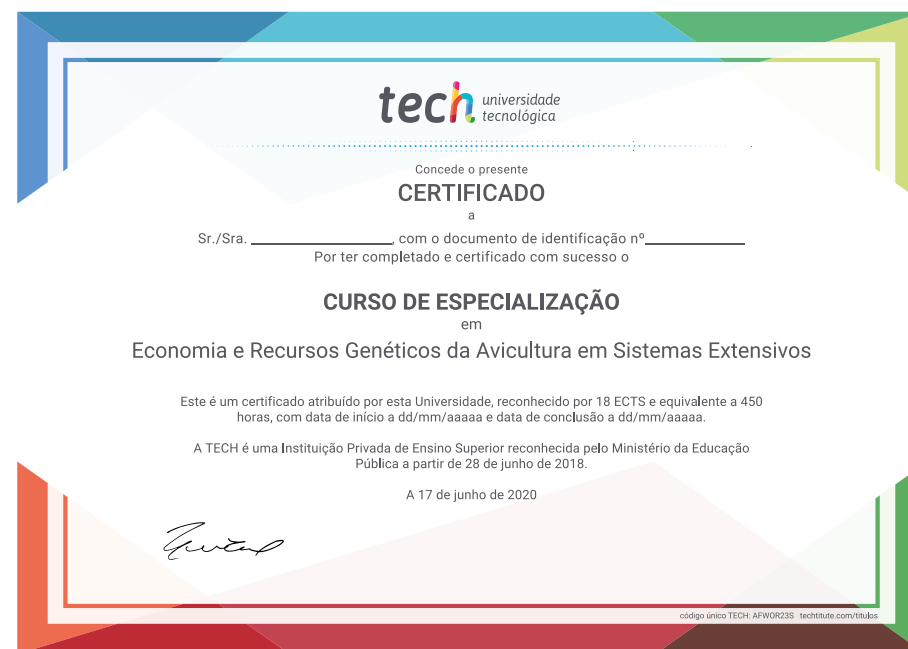 tech universidade
tecnológica
Concede o presente
CERTIFICADO
a
Sr./Sra. ____________________, com o documento de identificação nº______________
Por ter completado e certificado com sucesso o
CURSO DE ESPECIALIZAÇÃO
em
Economia e Recursos Genéticos da Avicultura em Sistemas Extensivos
Este é um certificado atribuído por esta Universidade, reconhecido por 18 ECTS e equivalente a 450
horas, com data de início a dd/mm/aaaaa e data de conclusão a dd/mm/aaaaa.
A TECH é uma Instituição Privada de Ensino Superior reconhecida pelo Ministério da Educação
Pública a partir de 28 de junho de 2018.
A 17 de junho de 2020
código único TECH: AFWOR23S techtitute.com/titulos